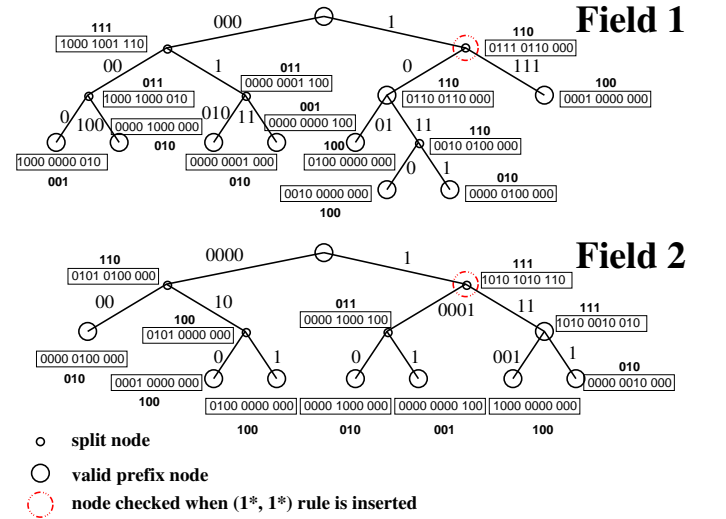 Field 1
000
1
111
1000 1001 110
110
0111 0110 000
00
1
0
111
011
1000 1000 010
011
0000 0001 100
110
0110 0110 000
100
0001 0000 000
0
100
010
11
01
11
0000 1000 000
010
001
0000 0000 100
110
0010 0100 000
1000 0000 010
001
0000 0001 000
010
100
0100 0000 000
0
1
0010 0000 000
100
010
0000 0100 000
Field 2
0000
1
110
0101 0100 000
111
1010 1010 110
00
10
0001
11
100
0101 0000 000
011
0000 1000 100
111
1010 0010 010
0000 0100 000
010
0
1
0
1
001
1
0001 0000 000
100
0100 0000 000
100
0000 1000 000
010
0000 0000 100
001
1000 0000 000
100
010
0000 0010 000
split node
valid prefix node
node checked when (1*, 1*) rule is inserted